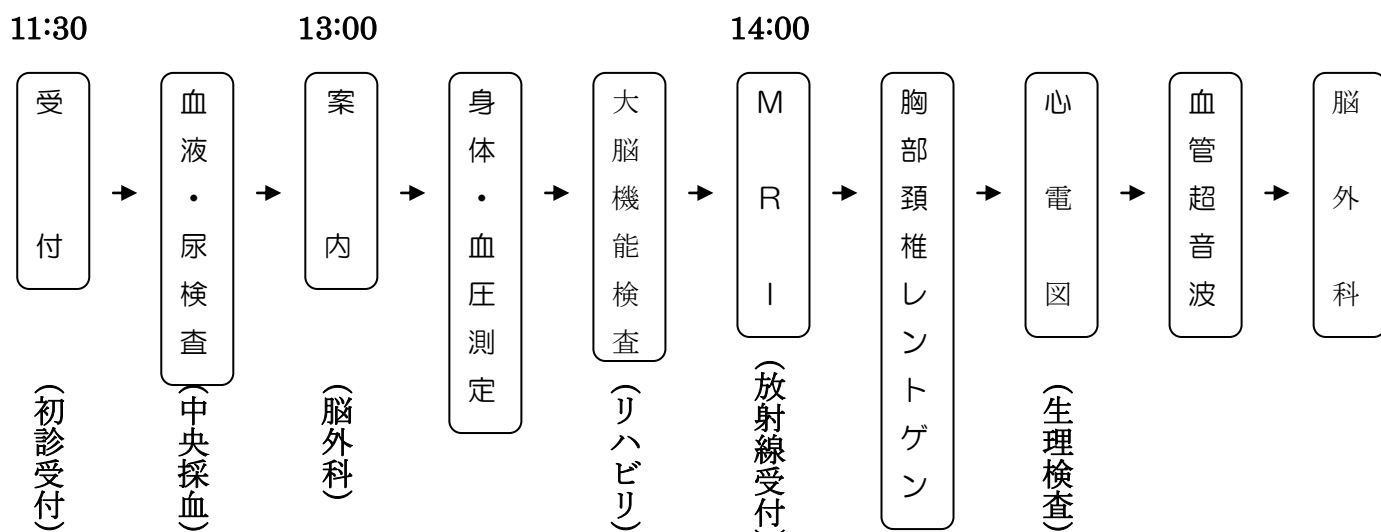 11:30
13:00
14:00
受付
血液・尿検査
案内
身体・血圧測定
大脳機能検査
MRI
胸部頚椎レントゲン
心電図
血管超音波
脳外科
(初診受付)
(中央採血)
(脳外科)
(リハビリ)
(放射線受付)
(生理検査)